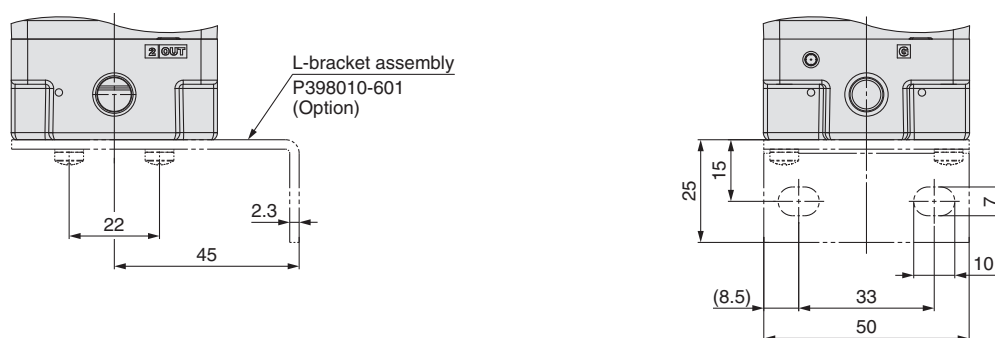 2 OUT
L-bracket assembly
P398010-601
(Option)
2.3
22
45
G
15
25
7
10
(8.5)
33
50